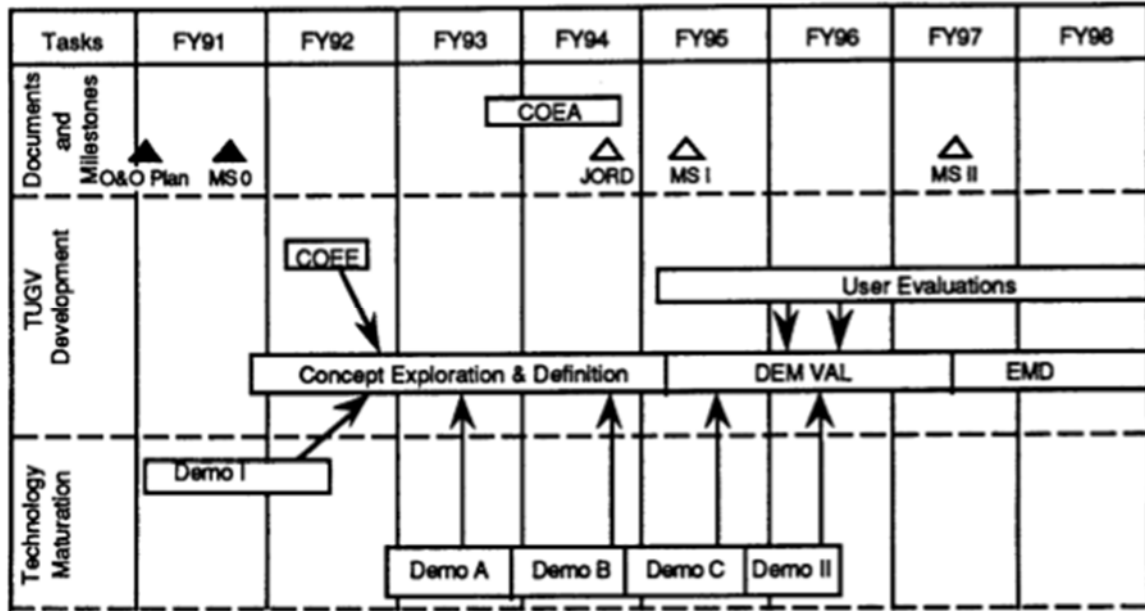 Tasks FY91 FY92 FY93 FY94 FY95 FY96 FY97 FY98
Documents
and
Milestones
COEA
O&O Plan MS 0 JORD MS I MS II
TUGV
Development
COEE
User Evaluations
Concept Exploration & Definition DEM VAL EMD
Technology
Maturation
Demo I
Demo A Demo B Demo C Demo II